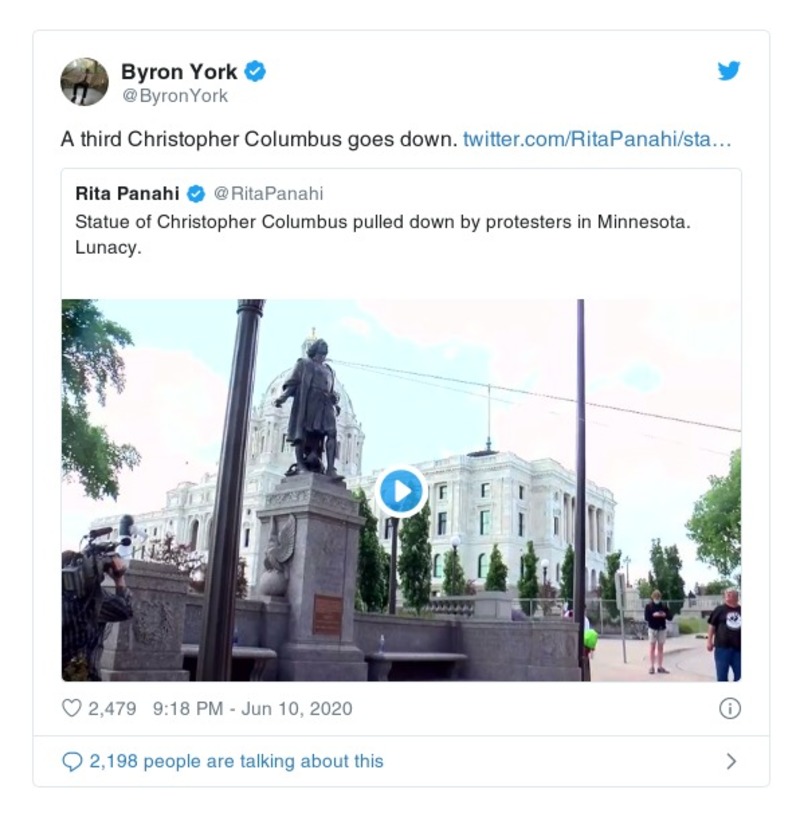 Byron York
@ByronYork
A third Christopher Columbus goes down. twitter.com/RitaPanahi/sta…
Rita Panahi @RitaPanahi
Statue of Christopher Columbus pulled down by protesters in Minnesota.
Lunacy.
2,479 9:18 PM - Jun 10, 2020
2,198 people are talking about this